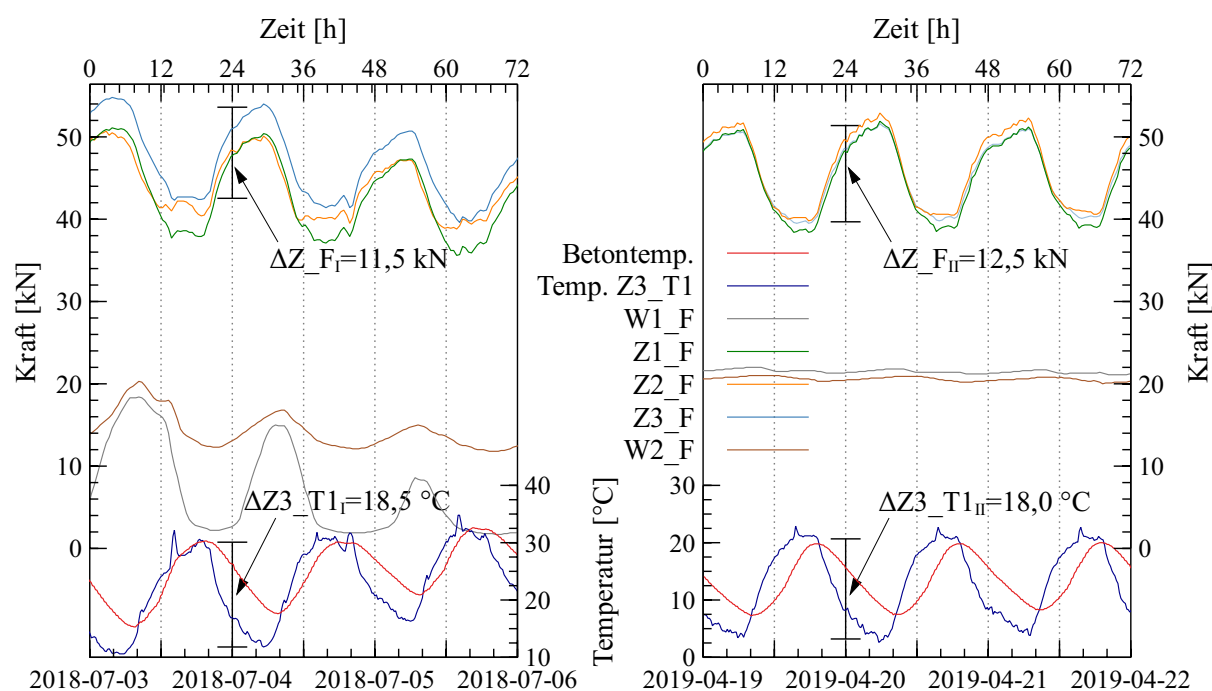 Zeit [h]
Zeit [h]
0 12 24 36 48 60 72
0 12 24 36 48 60 72
50
40
30
20
10
0
Kraft [kN]
50
40
30
20
10
0
Kraft [kN]
ΔZ_F_I=11,5 kN
ΔZ_F_II=12,5 kN
Betontemp.
Temp. Z3_T1
W1_F
Z1_F
Z2_F
Z3_F
W2_F
ΔZ3_T1_I=18,5 °C
ΔZ3_T1_II=18,0 °C
40
30
20
10
Temperatur [°C]
30
20
10
0
2018-07-03 2018-07-04 2018-07-05 2018-07-06
2019-04-19 2019-04-20 2019-04-21 2019-04-22